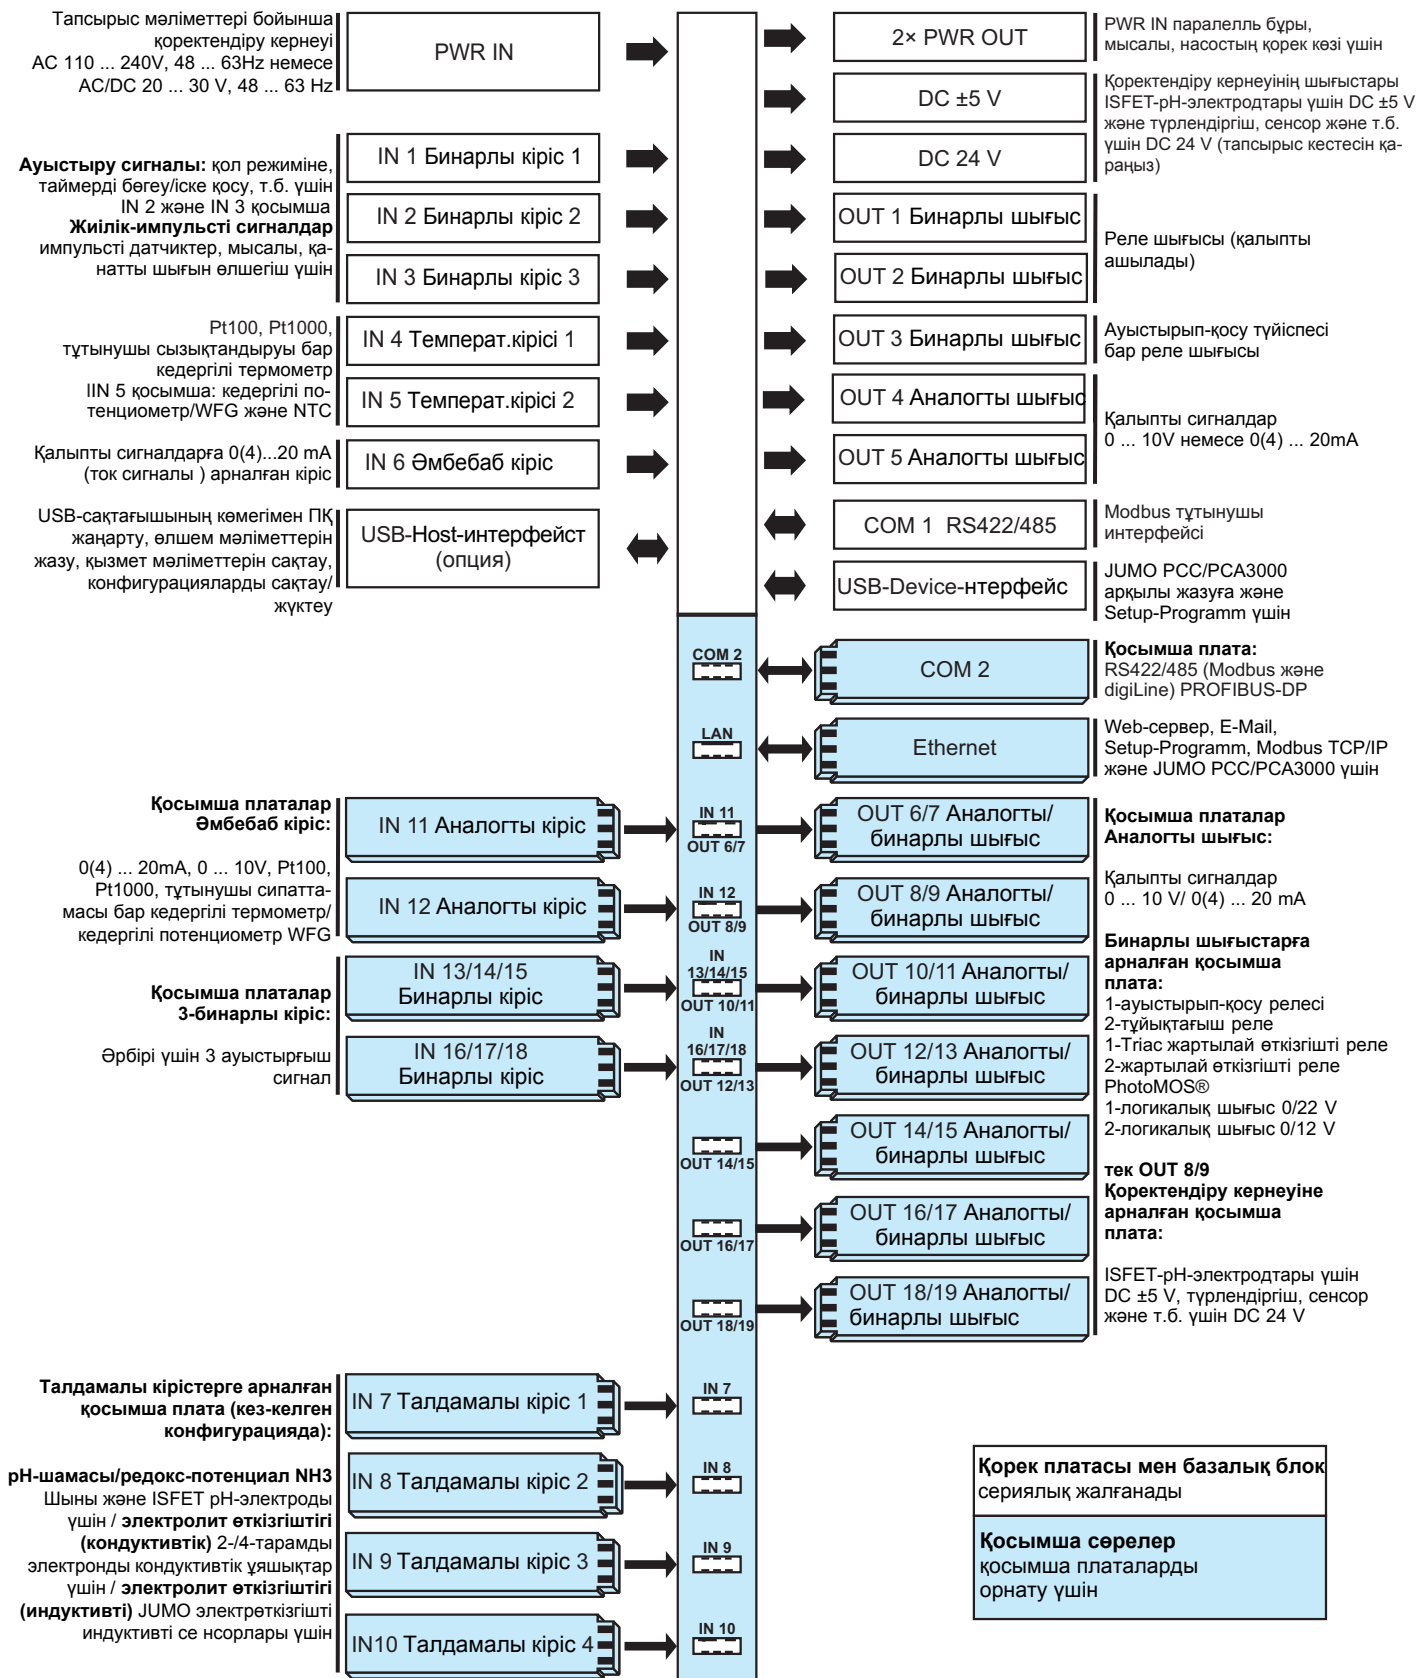 Тапсырыс мәліметтері бойынша
қоректендіру кернеуі
AC 110 ... 240V, 48 ... 63Hz немесе
AC/DC 20 ... 30 V, 48 ... 63 Hz
PWR IN
2× PWR OUT
PWR IN паралелль бұры,
мысалы, насостың қорек көзі үшін
DC ±5 V
DC 24 V
Қоректендіру кернеуінің шығыстары
ISFET-pH-электродтары үшін DC ±5 V
және түрлендіргіш, сенсор және т.б.
үшін DC 24 V (тапсырыс кестесін қа-
раңыз)
Ауыстыру сигналы: қол режиміне,
таймерді бөгеу/іске қосу, т.б. үшін
IN 2 және IN 3 қосымша
Жиілік-импульсті сигналдар
импульсті датчиктер, мысалы, қа-
натты шығын өлшегіш үшін
IN 1 Бинарлы кіріс 1
IN 2 Бинарлы кіріс 2
IN 3 Бинарлы кіріс 3
OUT 1 Бинарлы шығыс
OUT 2 Бинарлы шығыс
Реле шығысы (қалыпты
ашылады)
Pt100, Pt1000,
тұтынушы сызықтандыруы бар
кедергілі термометр
IIN 5 қосымша: кедергілі по-
тенциометр/WFG және NTC
IN 4 Температ.кірісі 1
IN 5 Температ.кірісі 2
OUT 3 Бинарлы шығыс
Ауыстырып-қосу түйіспесі
бар реле шығысы
OUT 4 Аналогты шығыс
OUT 5 Аналогты шығыс
Қалыпты сигналдар
0 ... 10V немесе 0(4) ... 20mA
Қалыпты сигналдарға 0(4)...20 mA
(ток сигналы ) арналған кіріс
IN 6 Әмбебаб кіріс
USB-сақтағышының көмегімен ПҚ
жаңарту, өлшем мәліметтерін
жазу, қызмет мәліметтерін сақтау,
конфигурацияларды сақтау/
жүктеу
USB-Host-интерфейст
(опция)
COM 1  RS422/485
Modbus тұтынушы
интерфейсі
USB-Device-нтерфейс
JUMO PCC/PCA3000
арқылы жазуға және
Setup-Programm үшін
COM 2
COM 2
Қосымша плата:
RS422/485 (Modbus және
digiLine) PROFIBUS-DP
LAN
Ethernet
Web-сервер, E-Mail,
Setup-Programm, Modbus TCP/IP
және JUMO PCC/PCA3000 үшін
Қосымша платалар
Әмбебаб кіріс:
0(4) ... 20mA, 0 ... 10V, Pt100,
Pt1000, тұтынушы сипатта-
масы бар кедергілі термометр/
кедергілі потенциометр WFG
IN 11 Аналогты кіріс
IN 12 Аналогты кіріс
IN 11
OUT 6/7
IN 12
OUT 8/9
OUT 6/7 Аналогты/
бинарлы шығыс
OUT 8/9 Аналогты/
бинарлы шығыс
Қосымша платалар
Аналогты шығыс:
Қалыпты сигналдар
0 ... 10 V/ 0(4) ... 20 mA
Қосымша платалар
3-бинарлы кіріс:
Әрбірі үшін 3 ауыстырғыш
сигнал
IN 13/14/15
Бинарлы кіріс
IN 16/17/18
Бинарлы кіріс
IN
13/14/15
OUT 10/11
IN
16/17/18
OUT 12/13
OUT 14/15
OUT 16/17
OUT 18/19
OUT 10/11 Аналогты/
бинарлы шығыс
OUT 12/13 Аналогты/
бинарлы шығыс
OUT 14/15 Аналогты/
бинарлы шығыс
OUT 16/17 Аналогты/
бинарлы шығыс
OUT 18/19 Аналогты/
бинарлы шығыс
Бинарлы шығыстарға
арналған қосымша
плата:
1-ауыстырып-қосу релесі
2-тұйықтағыш реле
1-Triac жартылай өткізгішті реле
2-жартылай өткізгішті реле
PhotoMOS®
1-логикалық шығыс 0/22 V
2-логикалық шығыс 0/12 V
тек OUT 8/9
Қоректендіру кернеуіне
арналған қосымша
плата:
ISFET-pH-электродтары үшін
DC ±5 V, түрлендіргіш, сенсор
және т.б. үшін DC 24 V
Талдамалы кірістерге арналған
қосымша плата (кез-келген
конфигурацияда):
pH-шамасы/редокс-потенциал NH3
Шыны және ISFET pH-электроды
үшін / электролит өткізгіштігі
(кондуктивтік) 2-/4-тарамды
электронды кондуктивтік ұяшықтар
үшін / электролит өткізгіштігі
(индуктивті) JUMO электрөткізгішті
индуктивті се нсорлары үшін
IN 7 Талдамалы кіріс 1
IN 8 Талдамалы кіріс 2
IN 9 Талдамалы кіріс 3
IN10 Талдамалы кіріс 4
IN 7
IN 8
IN 9
IN 10
Қорек платасы мен базалық блок
сериялық жалғанады
Қосымша сөрелер
қосымша платаларды
орнату үшін